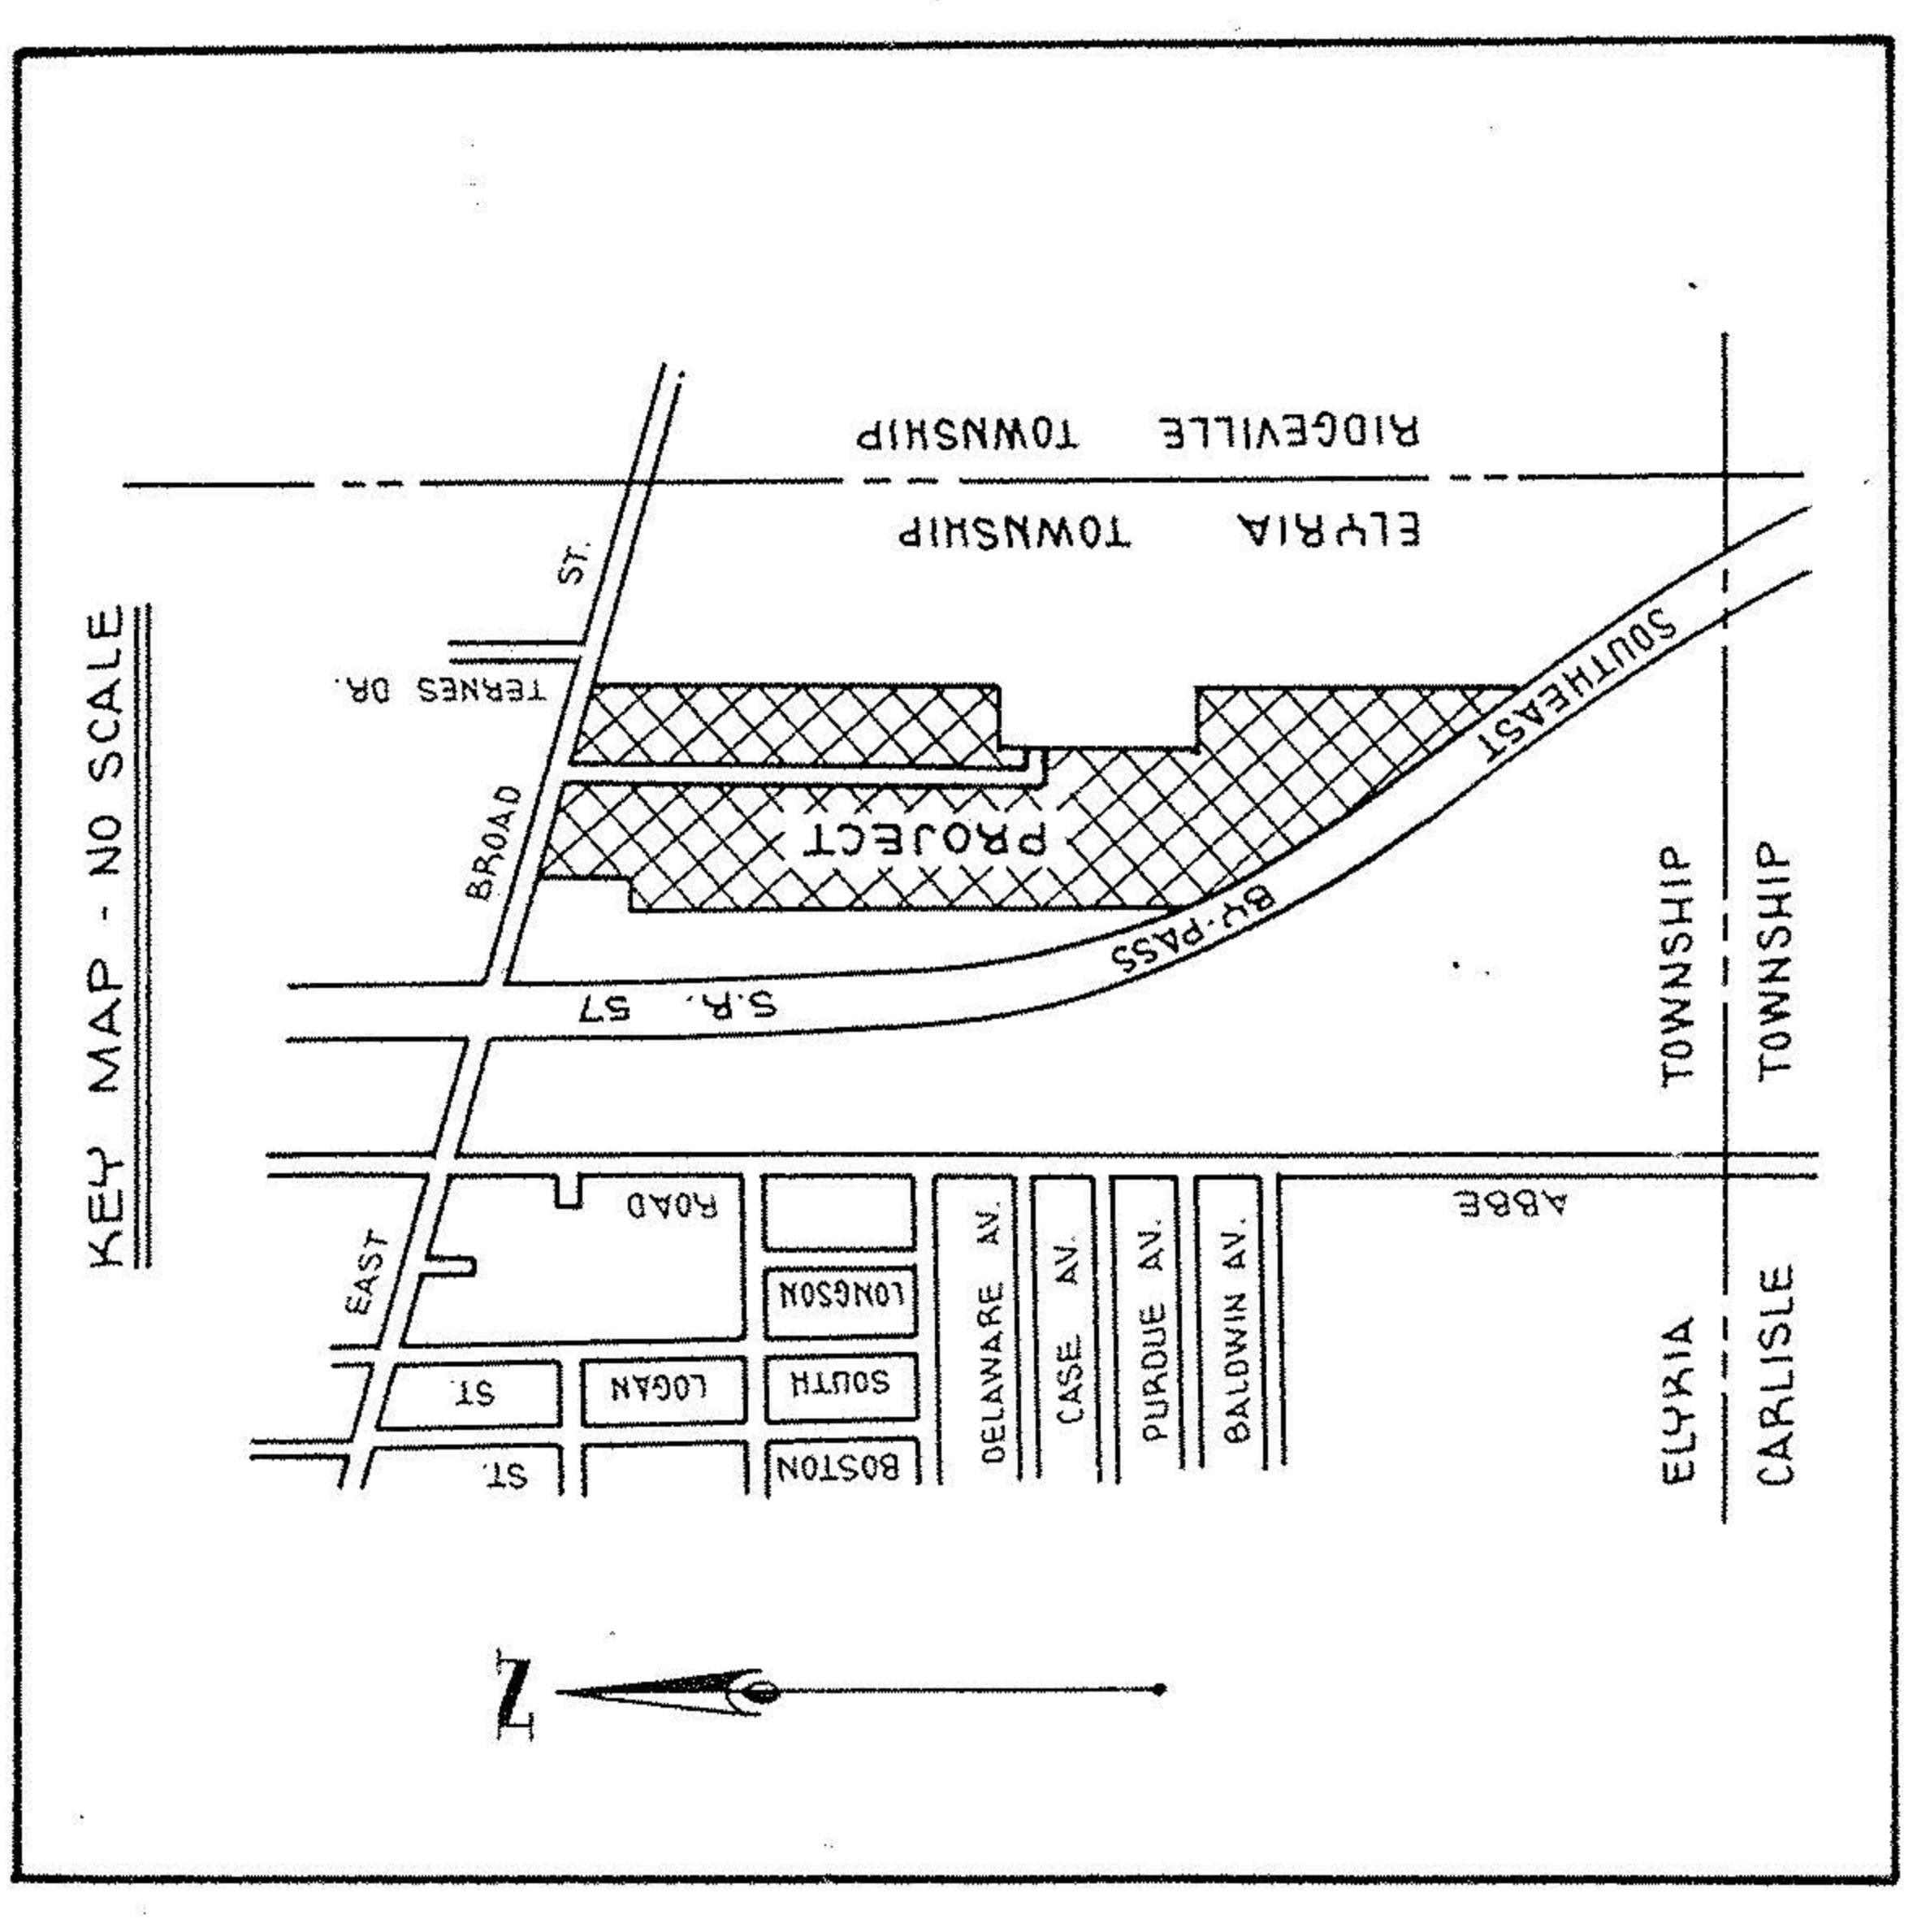 KEY MAP - NO SCALE
RIDGEVILLE TOWNSHIP
ELYRIA TOWNSHIP
TERNES DR.
EAST BROAD ST.
PROJECT
S.R. 57
SOUTHEAST BY-PASS
ABBE ROAD
LONGSON
SOUTH LOGAN ST.
BOSTON ST.
DELAWARE AV.
CASE AV.
PURDUE AV.
BALDWIN AV.
ELYRIA TOWNSHIP
CARLISLE TOWNSHIP
N